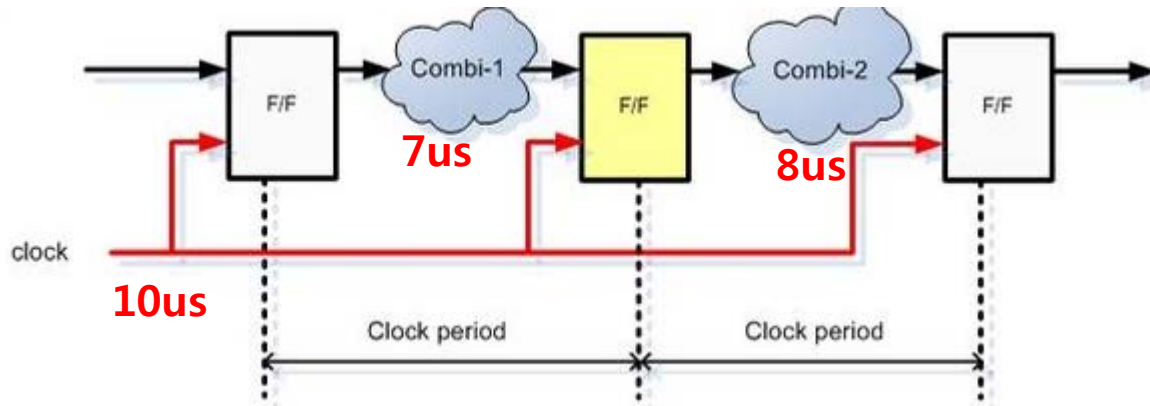 F/F
Combi-1
F/F
Combi-2
F/F
7us
8us
clock
10us
Clock period
Clock period